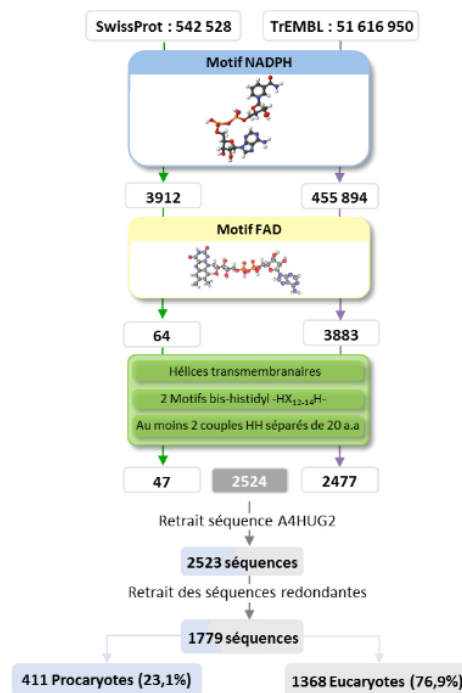 SwissProt : 542 528
TrEMBL : 51 616 950
Motif NADPH
3912
455 894
Motif FAD
64
3883
Hélices transmembranaires
2 Motifs bis-histidyl -HX12-14H-
Au moins 2 couples HH séparés de 20 a.a
47
2524
2477
Retrait séquence A4HUG2
2523 séquences
Retrait des séquences redondantes
1779 séquences
411 Procaryotes (23,1%)
1368 Eucaryotes (76,9%)